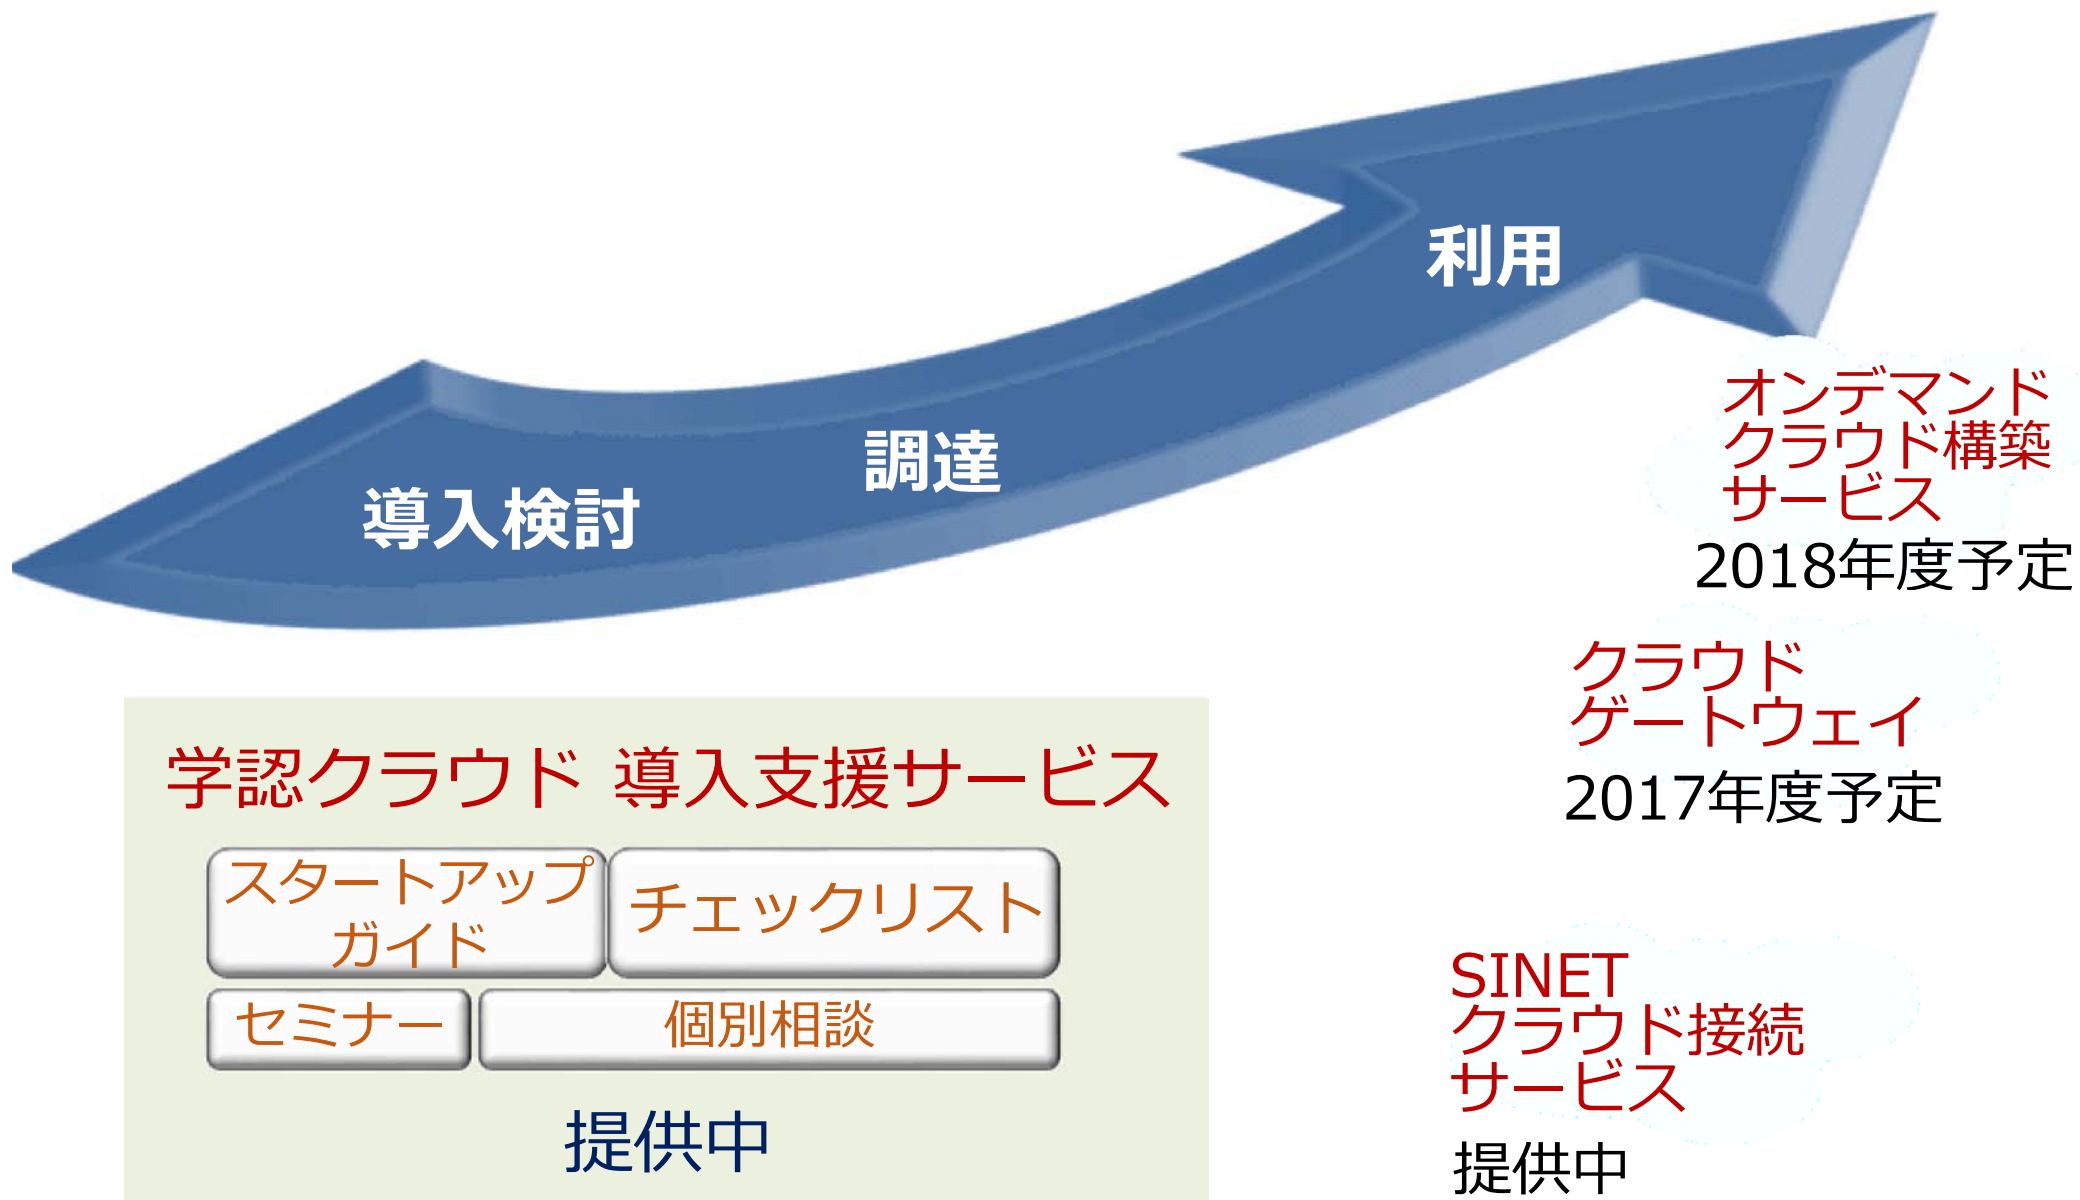 利用
調達
導入検討
オンデマンド
クラウド構築
サービス
2018年度予定
クラウド
ゲートウェイ
2017年度予定
学認クラウド 導入支援サービス
スタートアップ
ガイド
チェックリスト
セミナー
個別相談
提供中
SINET
クラウド接続
サービス
提供中